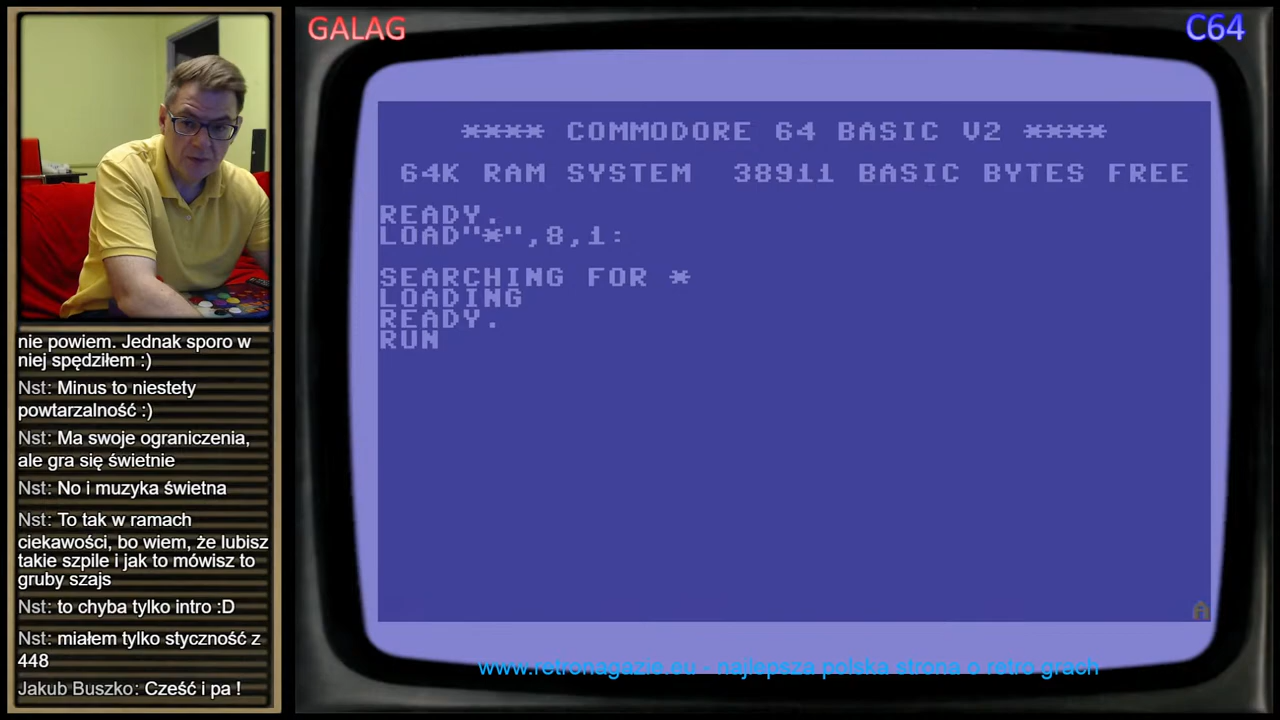 GALAG
C64
**** COMMODORE 64 BASIC V2 ****
64K RAM SYSTEM 38911 BASIC BYTES FREE
READY.
LOAD"*",8,1:
SEARCHING FOR *
LOADING
READY.
RUN
nie powiem. Jednak sporo w
niej spędziłem :)
Nst: Minus to niestety
powtarzalność :)
Nst: Ma swoje ograniczenia,
ale gra się świetnie
Nst: No i muzyka świetna
Nst: To tak w ramach
ciekawości, bo wiem, że lubisz
takie szpile i jak to mówisz to
gruby szajs
Nst: to chyba tylko intro :D
Nst: miałem tylko styczność z
448
Jakub Buszko: Cześć i pa !
www.retronagazie.eu - najlepsza polska strona o retro grach